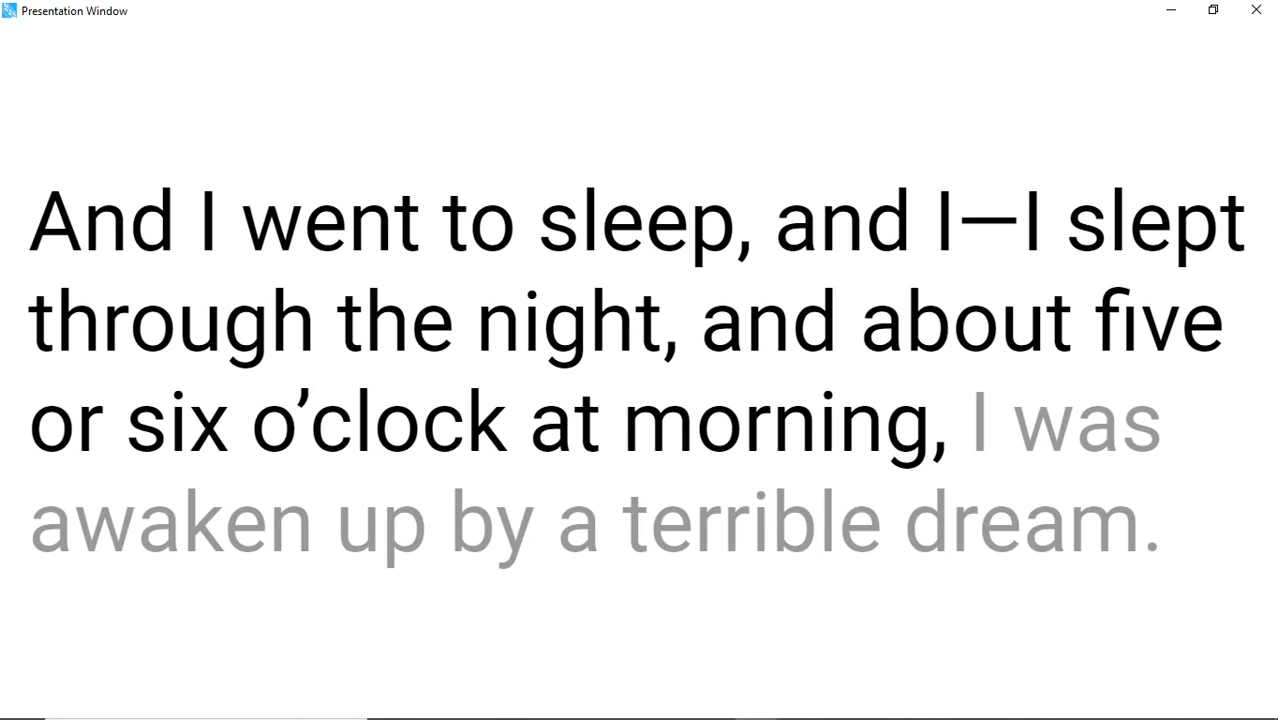 Presentation Window
And I went to sleep, and I—I slept
through the night, and about five
or six o’clock at morning, I was
awaken up by a terrible dream.